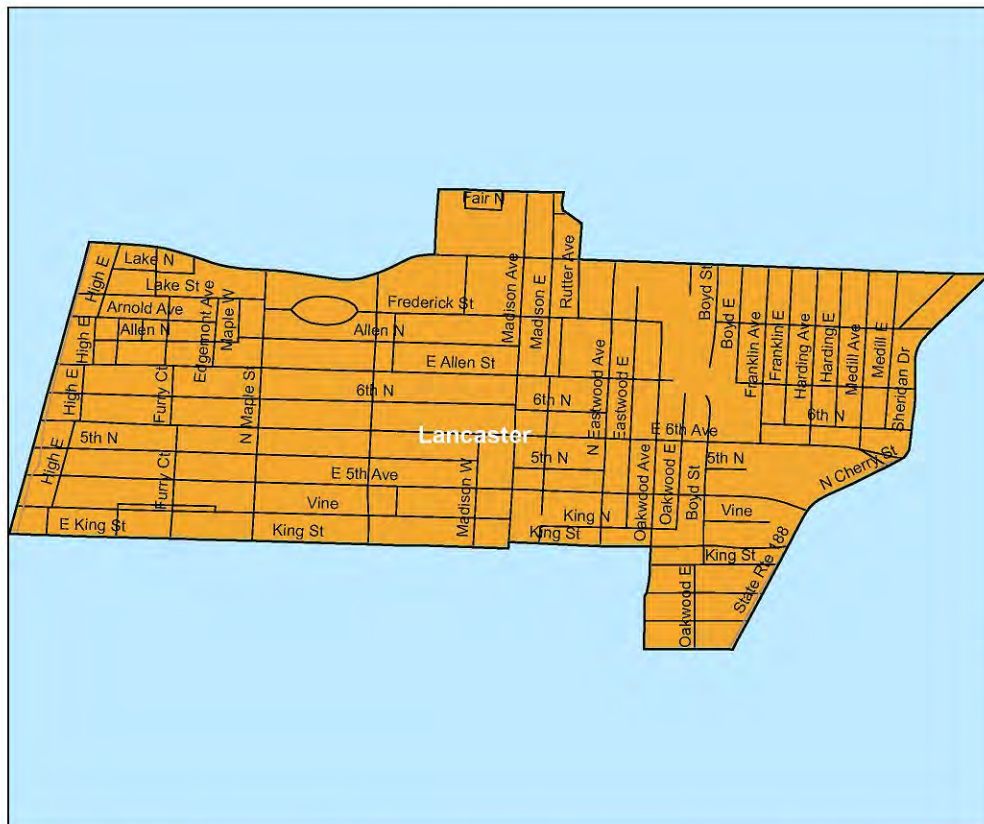 Fair N
Lake N
High E
Lake St
Rutter Ave
Boyd St
Madison Ave
Madison E
Boyd E
Arnold Ave
Edgemont Ave
Maple W
Frederick St
Allen N
High E
Allen N
E Allen St
Franklin Ave
Franklin E
Harding Ave
Harding E
Medill Ave
Medill E
Sheridan Dr
High E
Furry Ct
N Maple St
6th N
6th N
N Eastwood Ave
Eastwood E
6th N
E 6th Ave
Lancaster
High E
5th N
5th N
5th N
N Cherry St
Furry Ct
E 5th Ave
Madison W
Oakwood Ave
Oakwood E
Boyd St
Vine
Vine
King N
E King St
King St
King St
King St
State Rte 188
Oakwood E